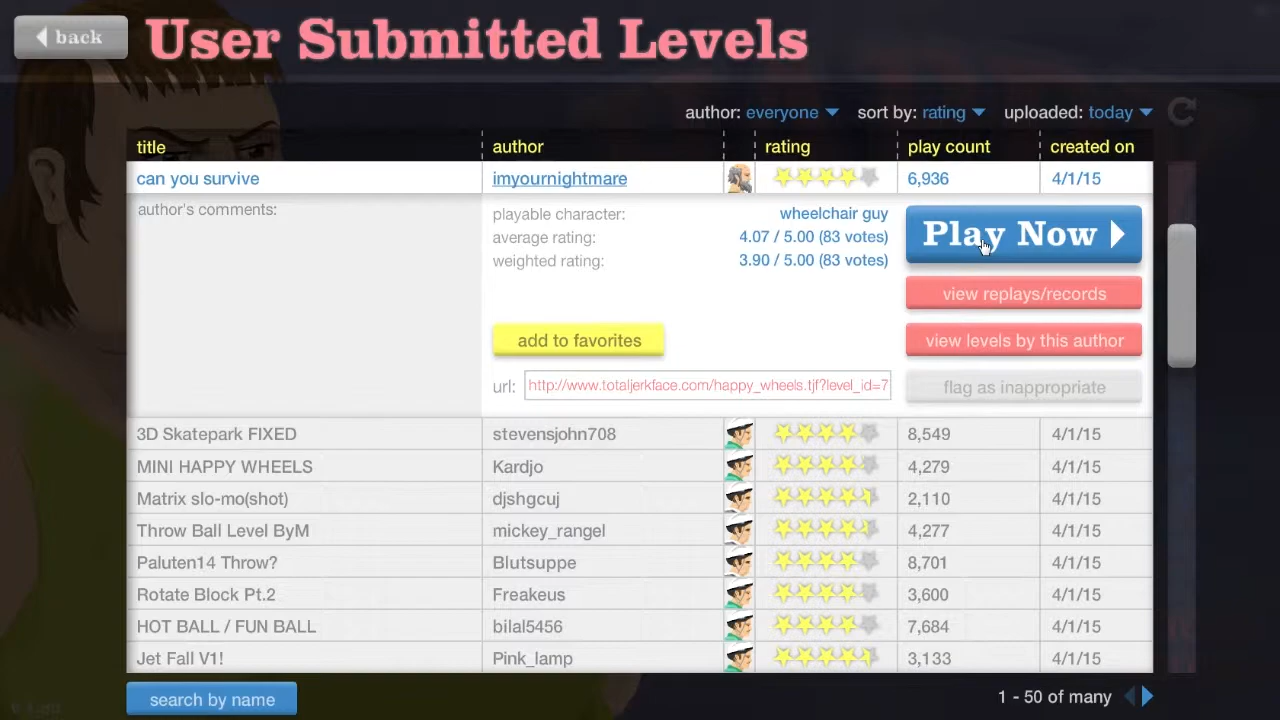 back
User Submitted Levels
author: everyone sort by: rating uploaded: today
title author rating play count created on
can you survive imyournightmare 6,936 4/1/15
author's comments:
playable character: wheelchair guy
average rating: 4.07 / 5.00 (83 votes)
weighted rating: 3.90 / 5.00 (83 votes)
Play Now
view replays/records
add to favorites
view levels by this author
url: http://www.totaljerkface.com/happy_wheels.tjf?level_id=7
flag as inappropriate
3D Skatepark FIXED stevensjohn708 8,549 4/1/15
MINI HAPPY WHEELS Kardjo 4,279 4/1/15
Matrix slo-mo(shot) djshgcuj 2,110 4/1/15
Throw Ball Level ByM mickey_rangel 4,277 4/1/15
Paluten14 Throw? Blutsuppe 8,701 4/1/15
Rotate Block Pt.2 Freakeus 3,600 4/1/15
HOT BALL / FUN BALL bilal5456 7,684 4/1/15
Jet Fall V1! Pink_lamp 3,133 4/1/15
search by name
1 - 50 of many